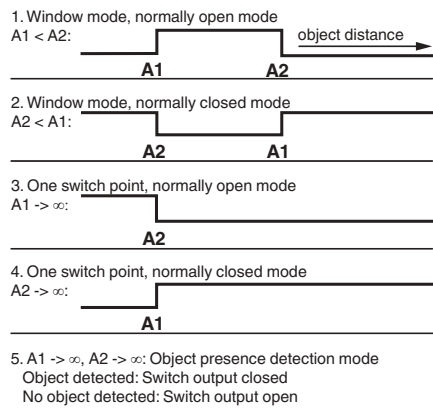 1. Window mode, normally open mode
A1 < A2:
object distance
A1 A2
2. Window mode, normally closed mode
A2 < A1:
A2 A1
3. One switch point, normally open mode
A1 -> ∞:
A2
4. One switch point, normally closed mode
A2 -> ∞:
A1
5. A1 -> ∞, A2 -> ∞: Object presence detection mode
Object detected: Switch output closed
No object detected: Switch output open